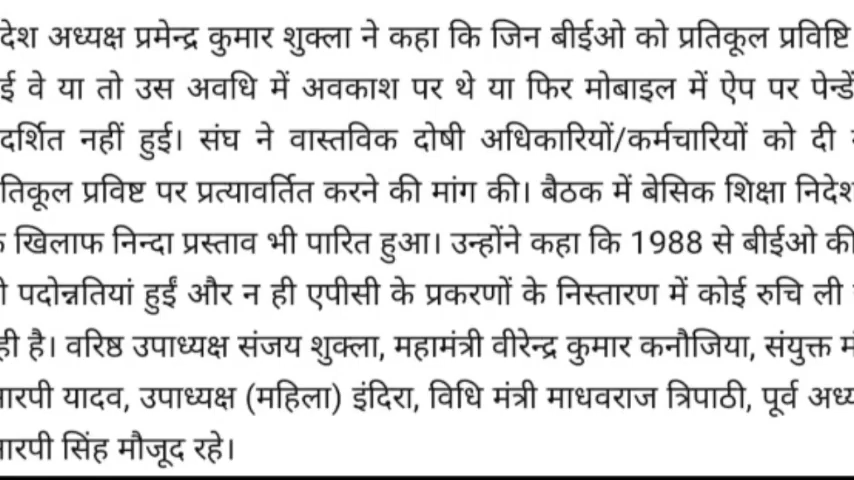 देश अध्यक्ष प्रमेन्द्र कुमार शुक्ला ने कहा कि जिन बीईओ को प्रतिकूल प्रविष्टि
ई वे या तो उस अवधि में अवकाश पर थे या फिर मोबाइल में ऐप पर पेन्डें
दर्शित नहीं हुई। संघ ने वास्तविक दोषी अधिकारियों/कर्मचारियों को दी
तिकूल प्रविष्ट पर प्रत्यावर्तित करने की मांग की। बैठक में बेसिक शिक्षा निदेश
खिलाफ निन्दा प्रस्ताव भी पारित हुआ। उन्होंने कहा कि 1988 से बीईओ की
पदोन्नतियां हुईं और न ही एपीसी के प्रकरणों के निस्तारण में कोई रुचि ली
ही है। वरिष्ठ उपाध्यक्ष संजय शुक्ला, महामंत्री वीरेन्द्र कुमार कनौजिया, संयुक्त मं
आरपी यादव, उपाध्यक्ष (महिला) इंदिरा, विधि मंत्री माधवराज त्रिपाठी, पूर्व अध्य
आरपी सिंह मौजूद रहे।